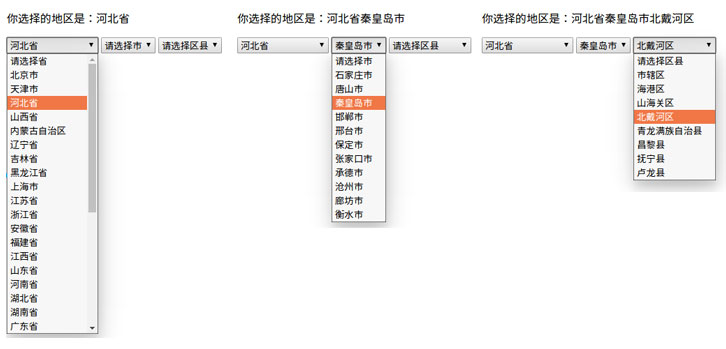 你选择的地区是：河北省
河北省 请选择市 请选择区县
请选择省
北京市
天津市
河北省
山西省
内蒙古自治区
辽宁省
吉林省
黑龙江省
上海市
江苏省
浙江省
安徽省
福建省
江西省
山东省
河南省
湖北省
湖南省
广东省
你选择的地区是：河北省秦皇岛市
河北省 秦皇岛市 请选择区县
请选择市
石家庄市
唐山市
秦皇岛市
邯郸市
邢台市
保定市
张家口市
承德市
沧州市
廊坊市
衡水市
你选择的地区是：河北省秦皇岛市北戴河区
河北省 秦皇岛市 北戴河区
请选择区县
市辖区
海港区
山海关区
北戴河区
青龙满族自治县
昌黎县
抚宁县
卢龙县